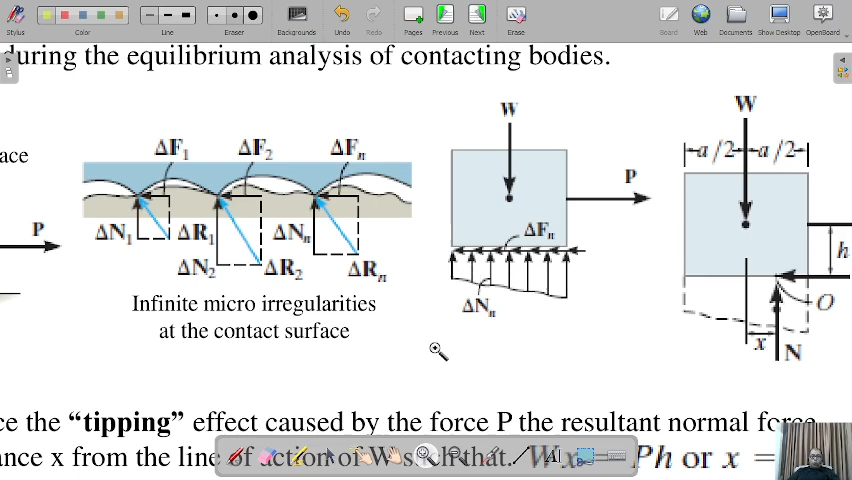 Stylus Color Line Eraser Backgrounds Undo Redo Pages Previous Next Erase Board Web Documents Show Desktop OpenBoard
during the equilibrium analysis of contacting bodies.
ace
P
ΔF1 ΔF2 ΔFn
ΔN1 ΔR1 ΔNn
ΔN2 ΔR2 ΔRn
Infinite micro irregularities
at the contact surface
W
P
ΔFn
ΔNn
W
a/2 a/2
h
O
x N
ce the “tipping” effect caused by the force P the resultant normal force
ance x from the line of action of W such that. Wx = Ph or x =